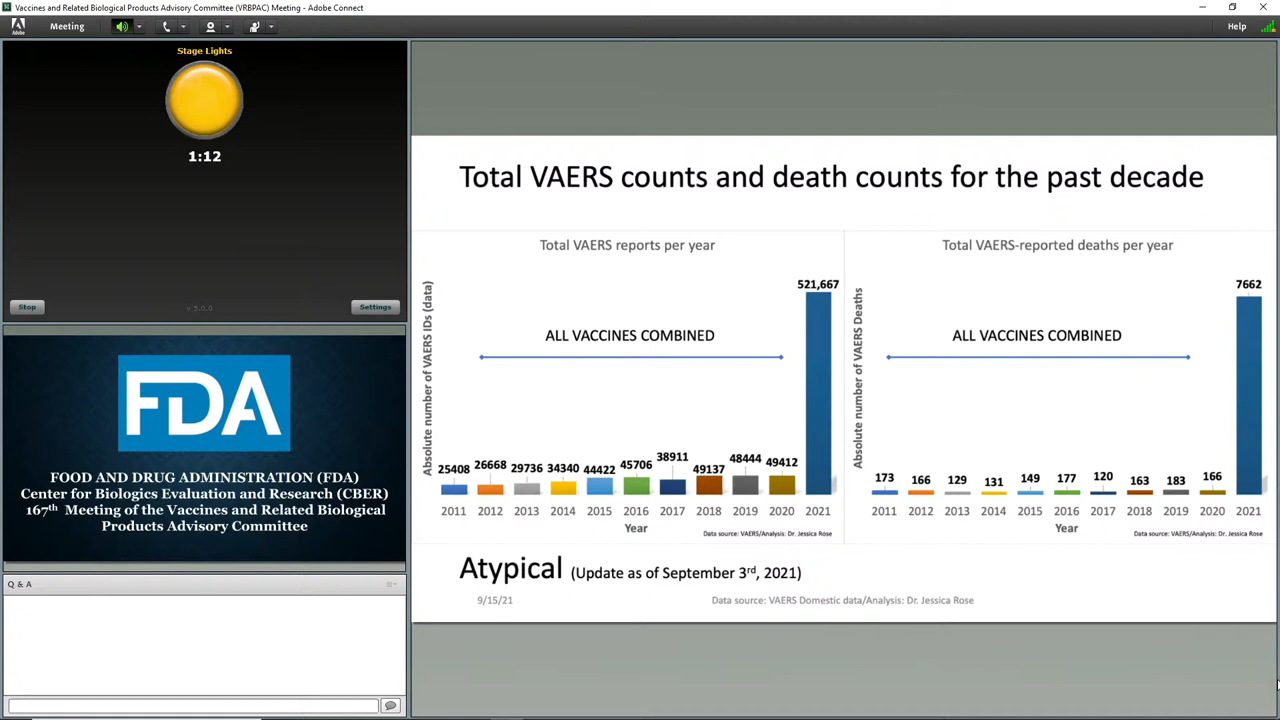 Vaccines and Related Biological Products Advisory Committee (VRBPAC) Meeting - Adobe Connect
Adobe
Meeting
Help
Stage Lights
1:12
Stop
v 5.0.0
Settings
FDA
FOOD AND DRUG ADMINISTRATION (FDA)
Center for Biologics Evaluation and Research (CBER)
167th Meeting of the Vaccines and Related Biological
Products Advisory Committee
Q & A
Total VAERS counts and death counts for the past decade
Total VAERS reports per year
Absolute number of VAERS IDs (data)
ALL VACCINES COMBINED
25408 26668 29736 34340 44422 45706 38911 49137 48444 49412 521,667
2011 2012 2013 2014 2015 2016 2017 2018 2019 2020 2021
Year
Data source: VAERS/Analysis: Dr. Jessica Rose
Total VAERS-reported deaths per year
Absolute number of VAERS Deaths
ALL VACCINES COMBINED
173 166 129 131 149 177 120 163 183 166 7662
2011 2012 2013 2014 2015 2016 2017 2018 2019 2020 2021
Year
Data source: VAERS/Analysis: Dr. Jessica Rose
Atypical (Update as of September 3rd, 2021)
9/15/21
Data source: VAERS Domestic data/Analysis: Dr. Jessica Rose